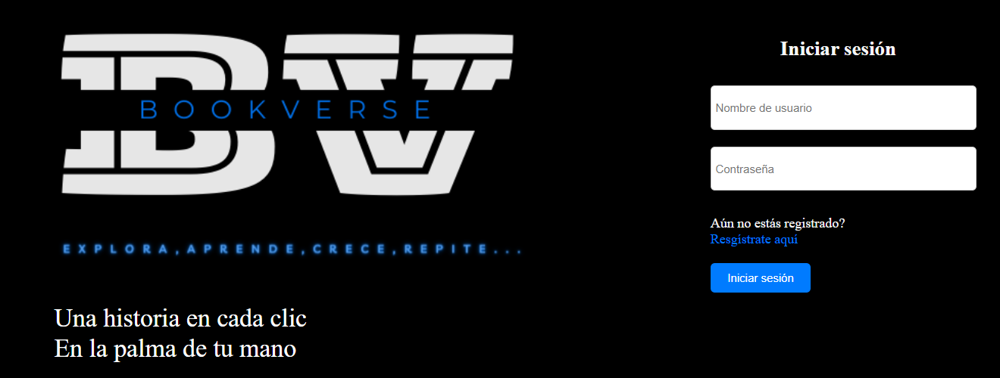 BV
BOOKVERSE
EXPLORA,APRENDE,CRECE,REPITE...
Una historia en cada clic
En la palma de tu mano
Iniciar sesión
Nombre de usuario
Contraseña
Aún no estás registrado?
Resgístrate aquí
Iniciar sesión